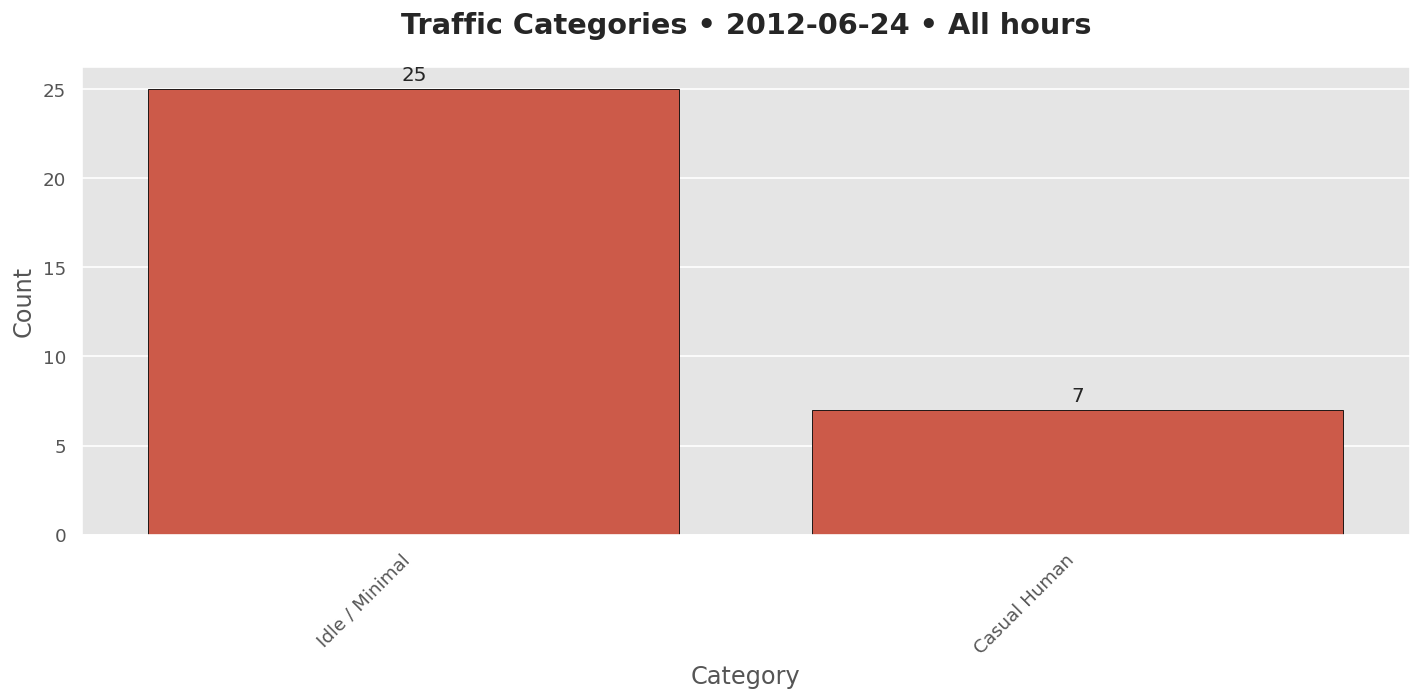 Traffic Categories • 2012-06-24 • All hours
25
25
20
15
10
7
5
0
Count
Idle / Minimal
Casual Human
Category